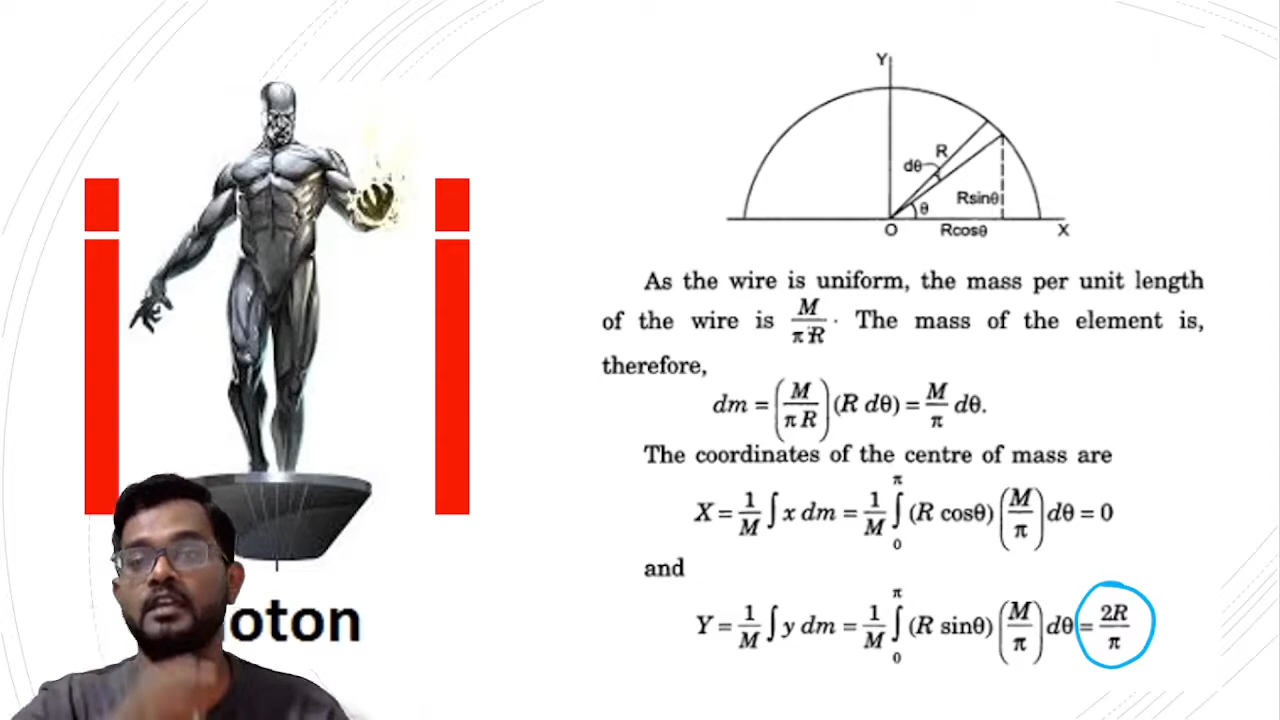 Y
R
dθ
θ
Rsinθ
O
Rcosθ
X
As the wire is uniform, the mass per unit length
of the wire is M/πR. The mass of the element is,
therefore,
dm = (M/πR)(R dθ) = M/π dθ.
The coordinates of the centre of mass are
X = 1/M ∫ x dm = 1/M ∫₀^π (R cosθ) (M/π) dθ = 0
and
Y = 1/M ∫ y dm = 1/M ∫₀^π (R sinθ) (M/π) dθ = 2R/π
oton